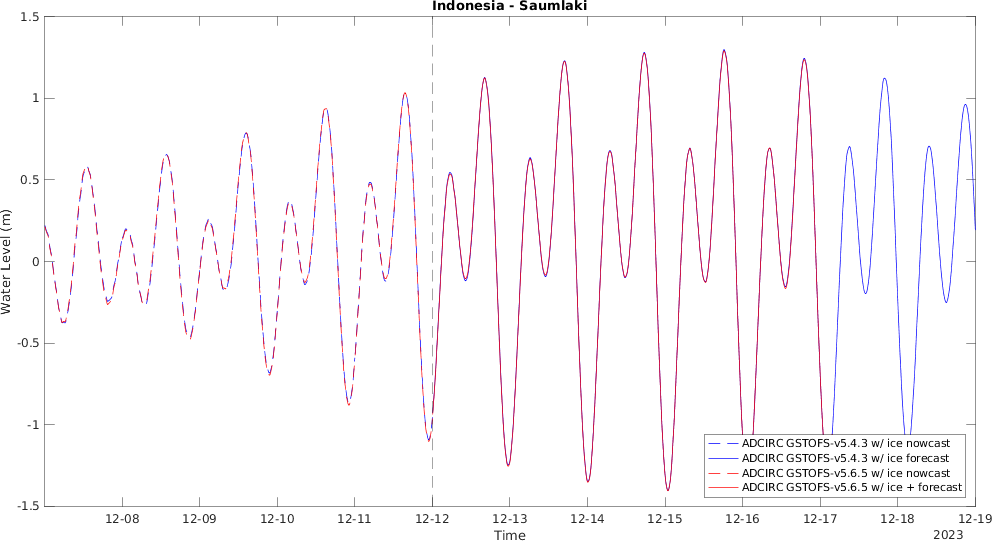 Indonesia - Saumlaki
1.5
1
0.5
0
-0.5
-1
-1.5
Water Level (m)
ADCIRC GSTOFS-v5.4.3 w/ ice nowcast
ADCIRC GSTOFS-v5.4.3 w/ ice forecast
ADCIRC GSTOFS-v5.6.5 w/ ice nowcast
ADCIRC GSTOFS-v5.6.5 w/ ice + forecast
12-08 12-09 12-10 12-11 12-12 12-13 12-14 12-15 12-16 12-17 12-18 12-19
Time
2023